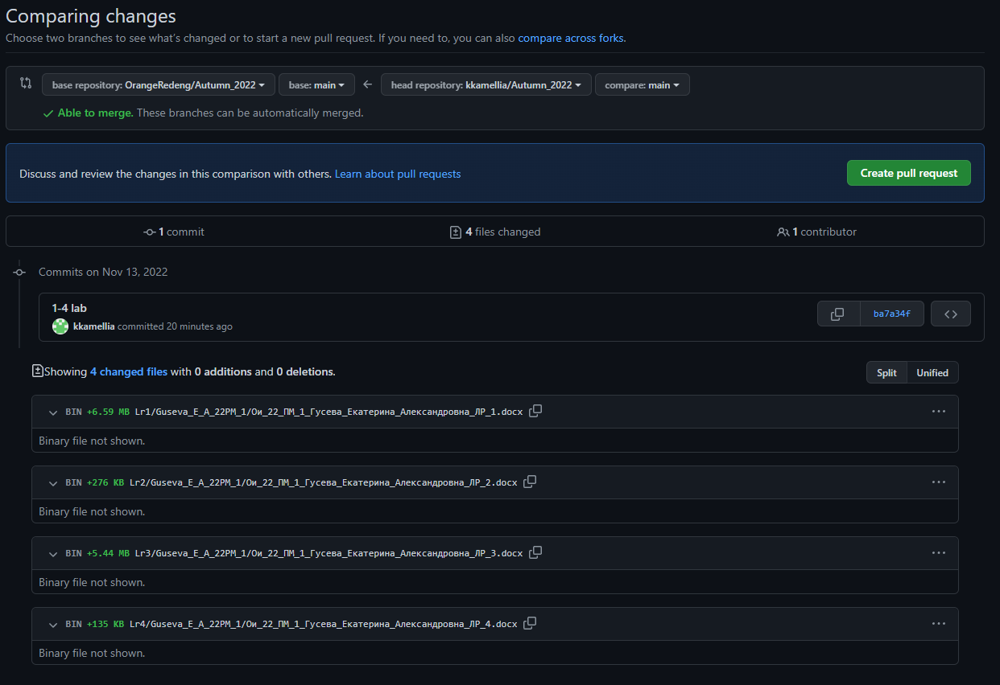 Comparing changes
Choose two branches to see what's changed or to start a new pull request. If you need to, you can also compare across forks.
base repository: OrangeRedeng/Autumn_2022 base: main head repository: kkamellia/Autumn_2022 compare: main
Able to merge. These branches can be automatically merged.
Discuss and review the changes in this comparison with others. Learn about pull requests Create pull request
1 commit 4 files changed 1 contributor
Commits on Nov 13, 2022
1-4 lab
kkamellia committed 20 minutes ago ba7a34f
Showing 4 changed files with 0 additions and 0 deletions. Split Unified
BIN +6.59 MB Lr1/Guseva_E_A_22PM_1/Ои_22_ПМ_1_Гусева_Екатерина_Александровна_ЛР_1.docx
Binary file not shown.
BIN +276 KB Lr2/Guseva_E_A_22PM_1/Ои_22_ПМ_1_Гусева_Екатерина_Александровна_ЛР_2.docx
Binary file not shown.
BIN +5.44 MB Lr3/Guseva_E_A_22PM_1/Ои_22_ПМ_1_Гусева_Екатерина_Александровна_ЛР_3.docx
Binary file not shown.
BIN +135 KB Lr4/Guseva_E_A_22PM_1/Ои_22_ПМ_1_Гусева_Екатерина_Александровна_ЛР_4.docx
Binary file not shown.